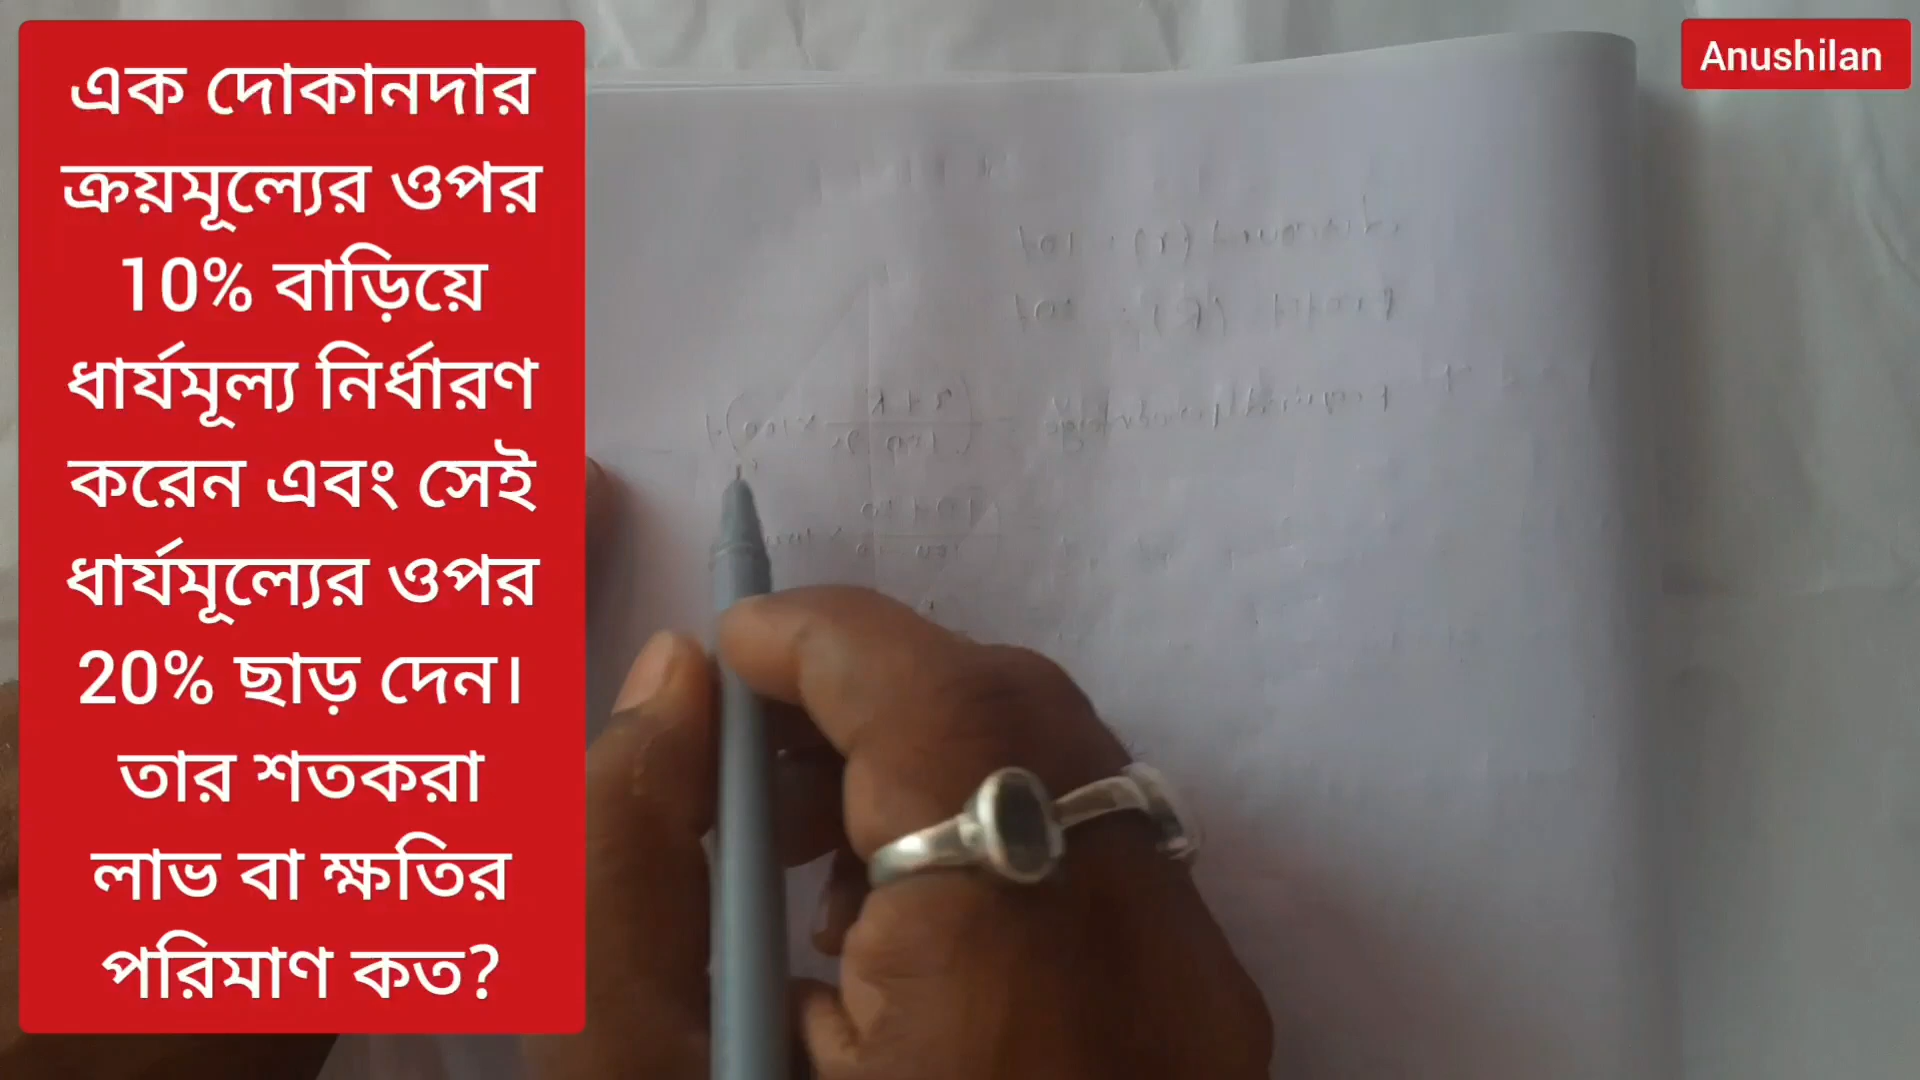 এক দোকানদার
ক্রয়মূল্যের ওপর
10% বাড়িয়ে
ধার্যমূল্য নির্ধারণ
করেন এবং সেই
ধার্যমূল্যের ওপর
20% ছাড় দেন।
তার শতকরা
লাভ বা ক্ষতির
পরিমাণ কত?
Anushilan